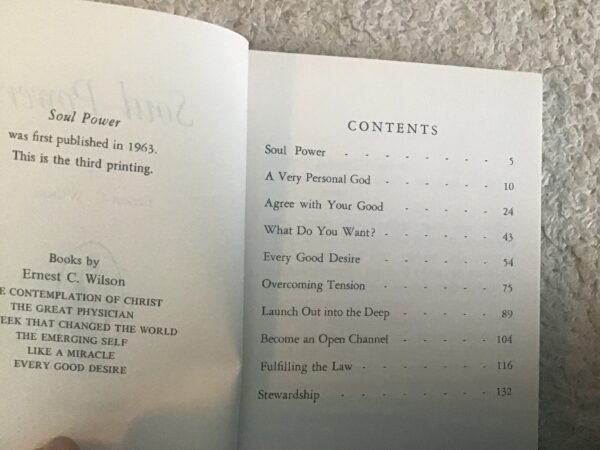 Soul Power
was first published in 1963.
This is the third printing.
Books by
Ernest C. Wilson
E CONTEMPLATION OF CHRIST
THE GREAT PHYSICIAN
EEK THAT CHANGED THE WORLD
THE EMERGING SELF
LIKE A MIRACLE
EVERY GOOD DESIRE
CONTENTS
Soul Power - - - - - - - 5
A Very Personal God - - - - - 10
Agree with Your Good - - - - - 24
What Do You Want? - - - - - 43
Every Good Desire - - - - - 54
Overcoming Tension - - - - - 75
Launch Out into the Deep - - - - 89
Become an Open Channel - - - - 104
Fulfilling the Law - - - - - 116
Stewardship - - - - - - - 132